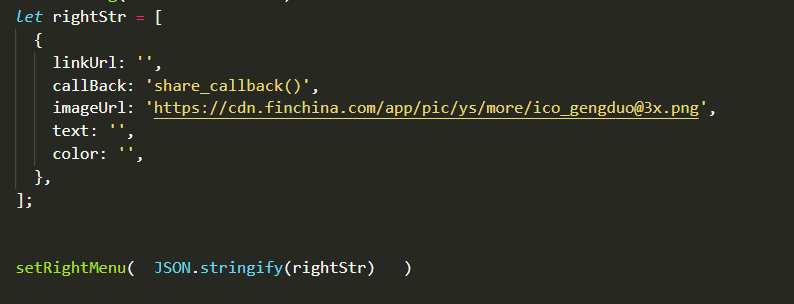 let rightStr = [
{
linkUrl: '',
callBack: 'share_callback()',
imageUrl: 'https://cdn.finchina.com/app/pic/ys/more/ico_gengduo@3x.png',
text: '',
color: '',
},
];
setRightMenu(  JSON.stringify(rightStr)   )